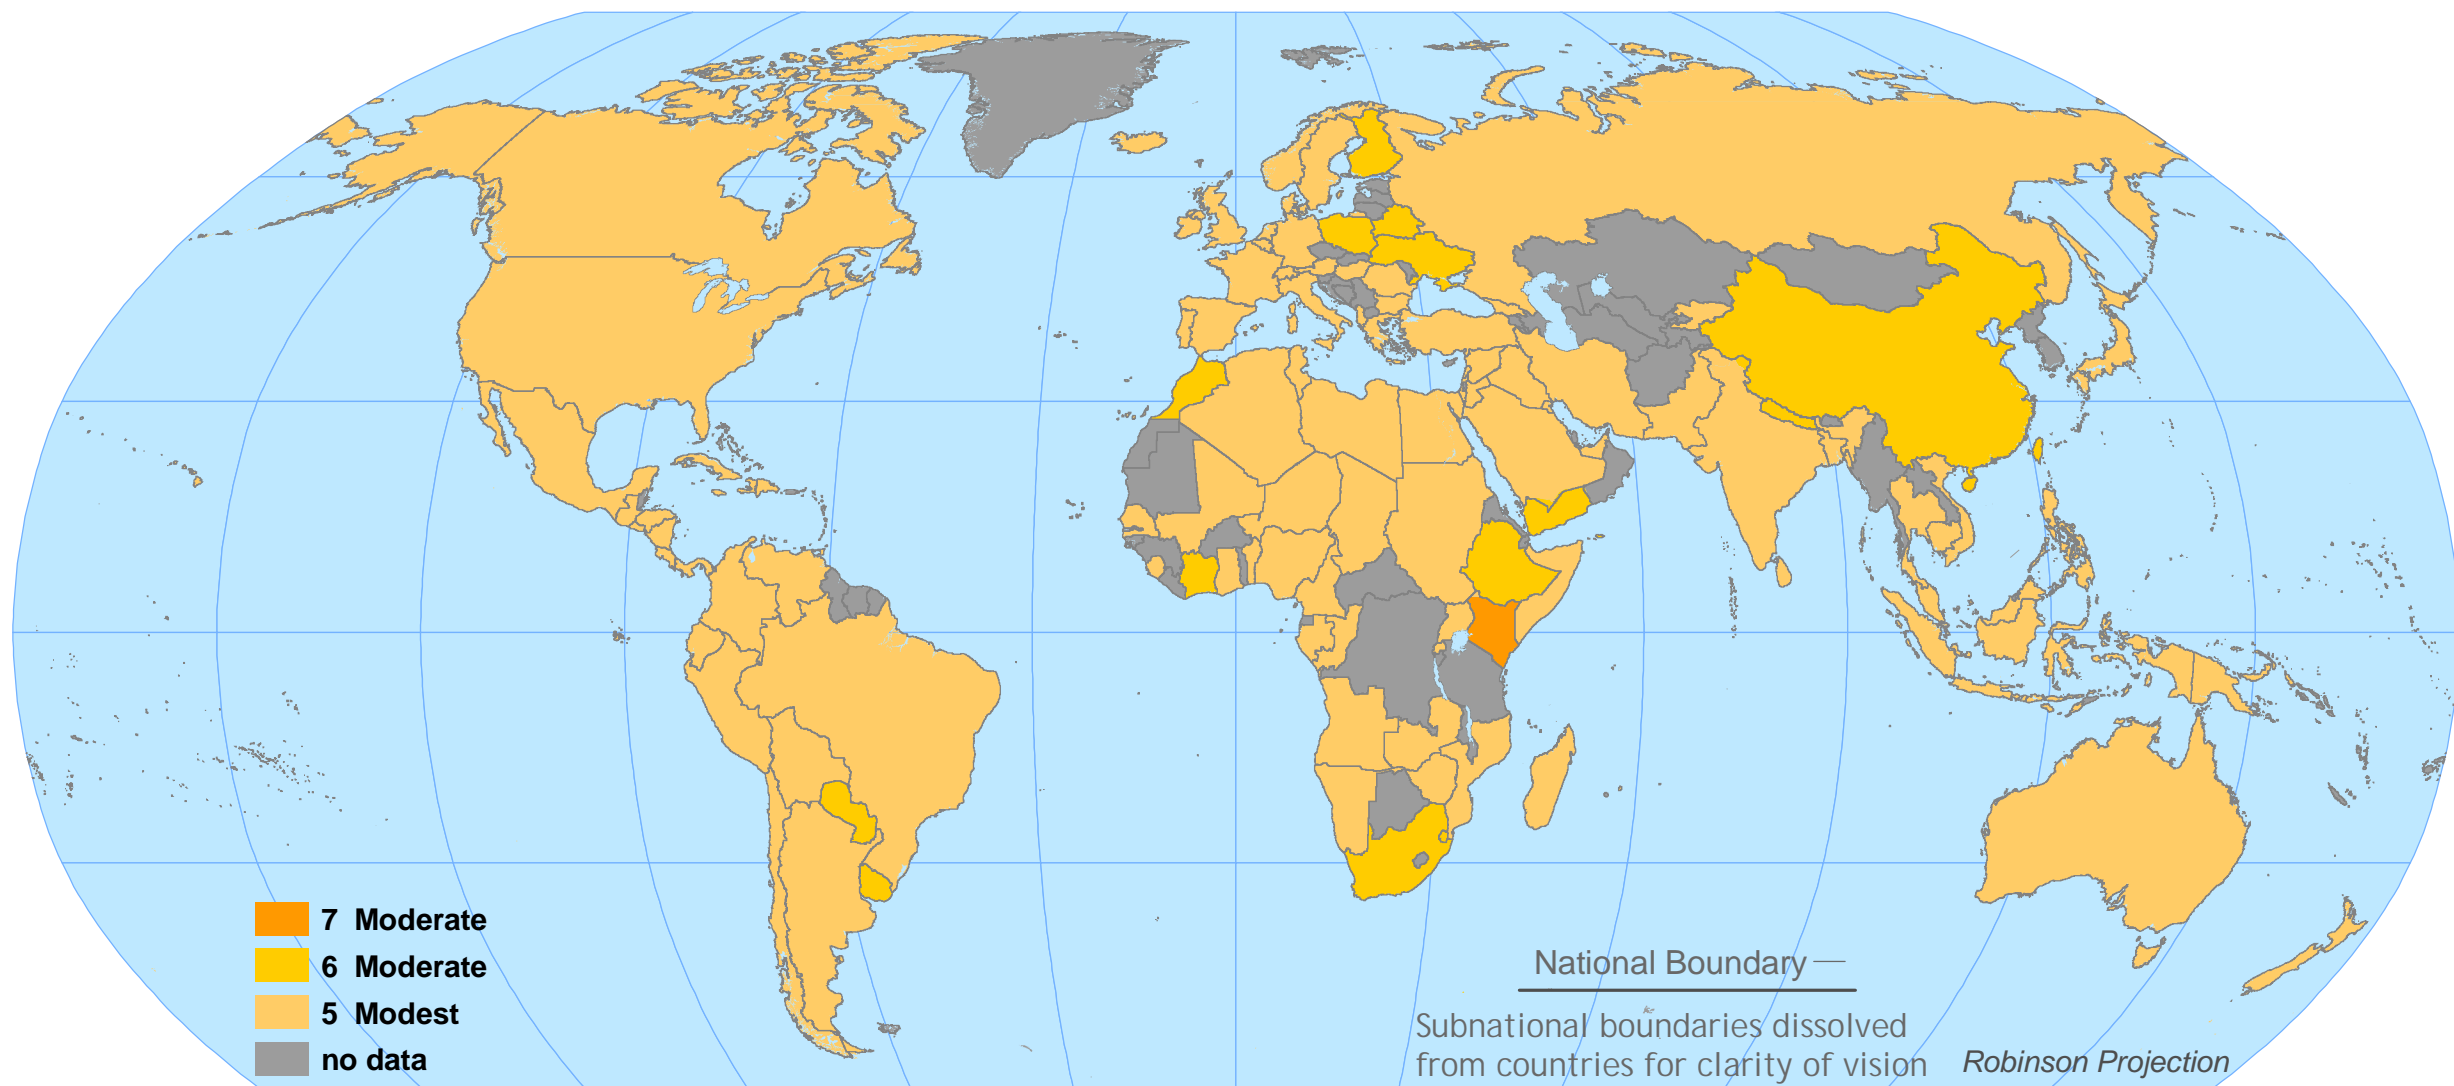 7 Moderate
6 Moderate
5 Modest
no data
National Boundary
Subnational boundaries dissolved
from countries for clarity of vision
Robinson Projection